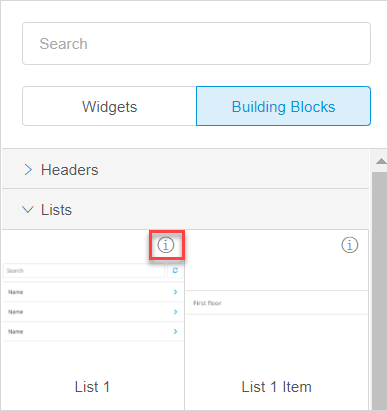 Search
Widgets
Building Blocks
Headers
Lists
Search
Name
Name
Name
First floor
List 1
List 1 Item